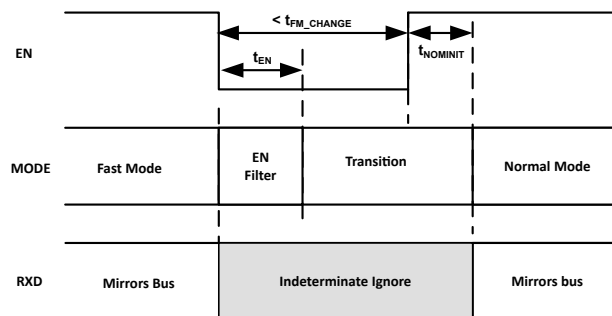 < tFM_CHANGE
EN
tEN
tNOMINIT
MODE
Fast Mode
EN
Filter
Transition
Normal Mode
RXD
Mirrors Bus
Indeterminate Ignore
Mirrors bus